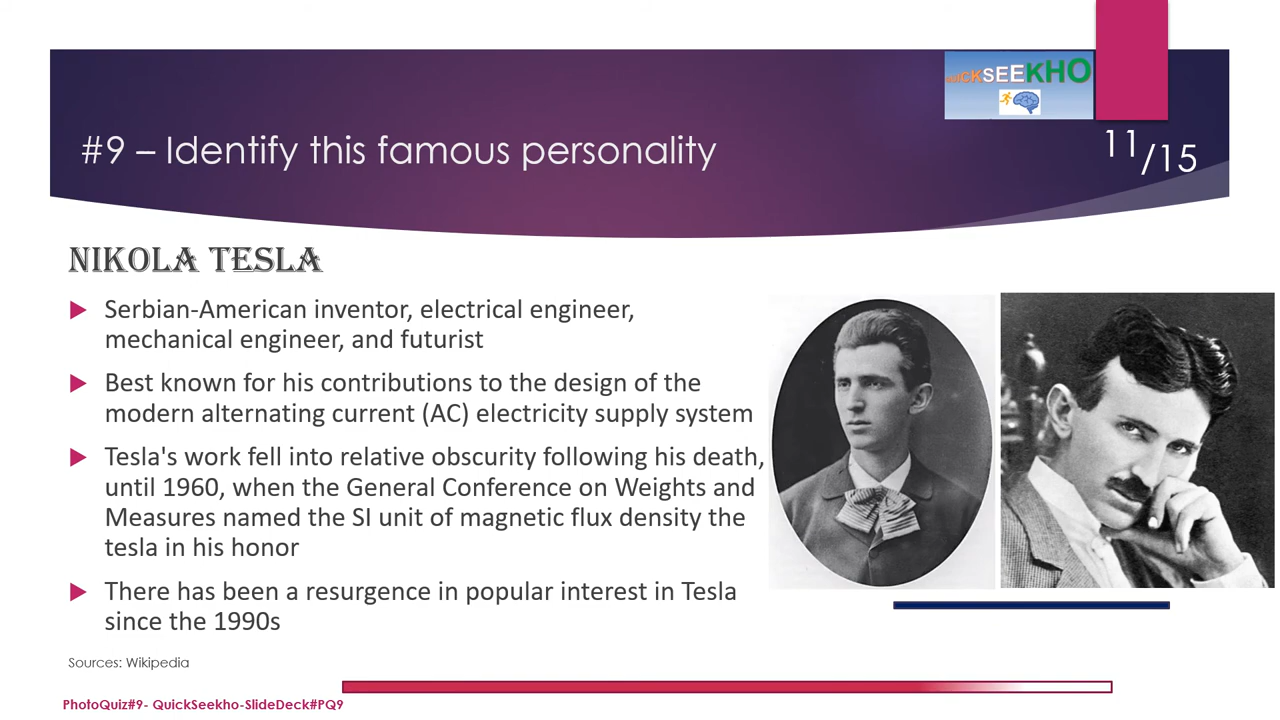 QUICKSEEKHO
#9 – Identify this famous personality
11/15
NIKOLA TESLA
Serbian-American inventor, electrical engineer,
mechanical engineer, and futurist
Best known for his contributions to the design of the
modern alternating current (AC) electricity supply system
Tesla's work fell into relative obscurity following his death,
until 1960, when the General Conference on Weights and
Measures named the SI unit of magnetic flux density the
tesla in his honor
There has been a resurgence in popular interest in Tesla
since the 1990s
Sources: Wikipedia
PhotoQuiz#9- QuickSeekho-SlideDeck#PQ9